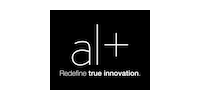 al+
Redefine true innovation.